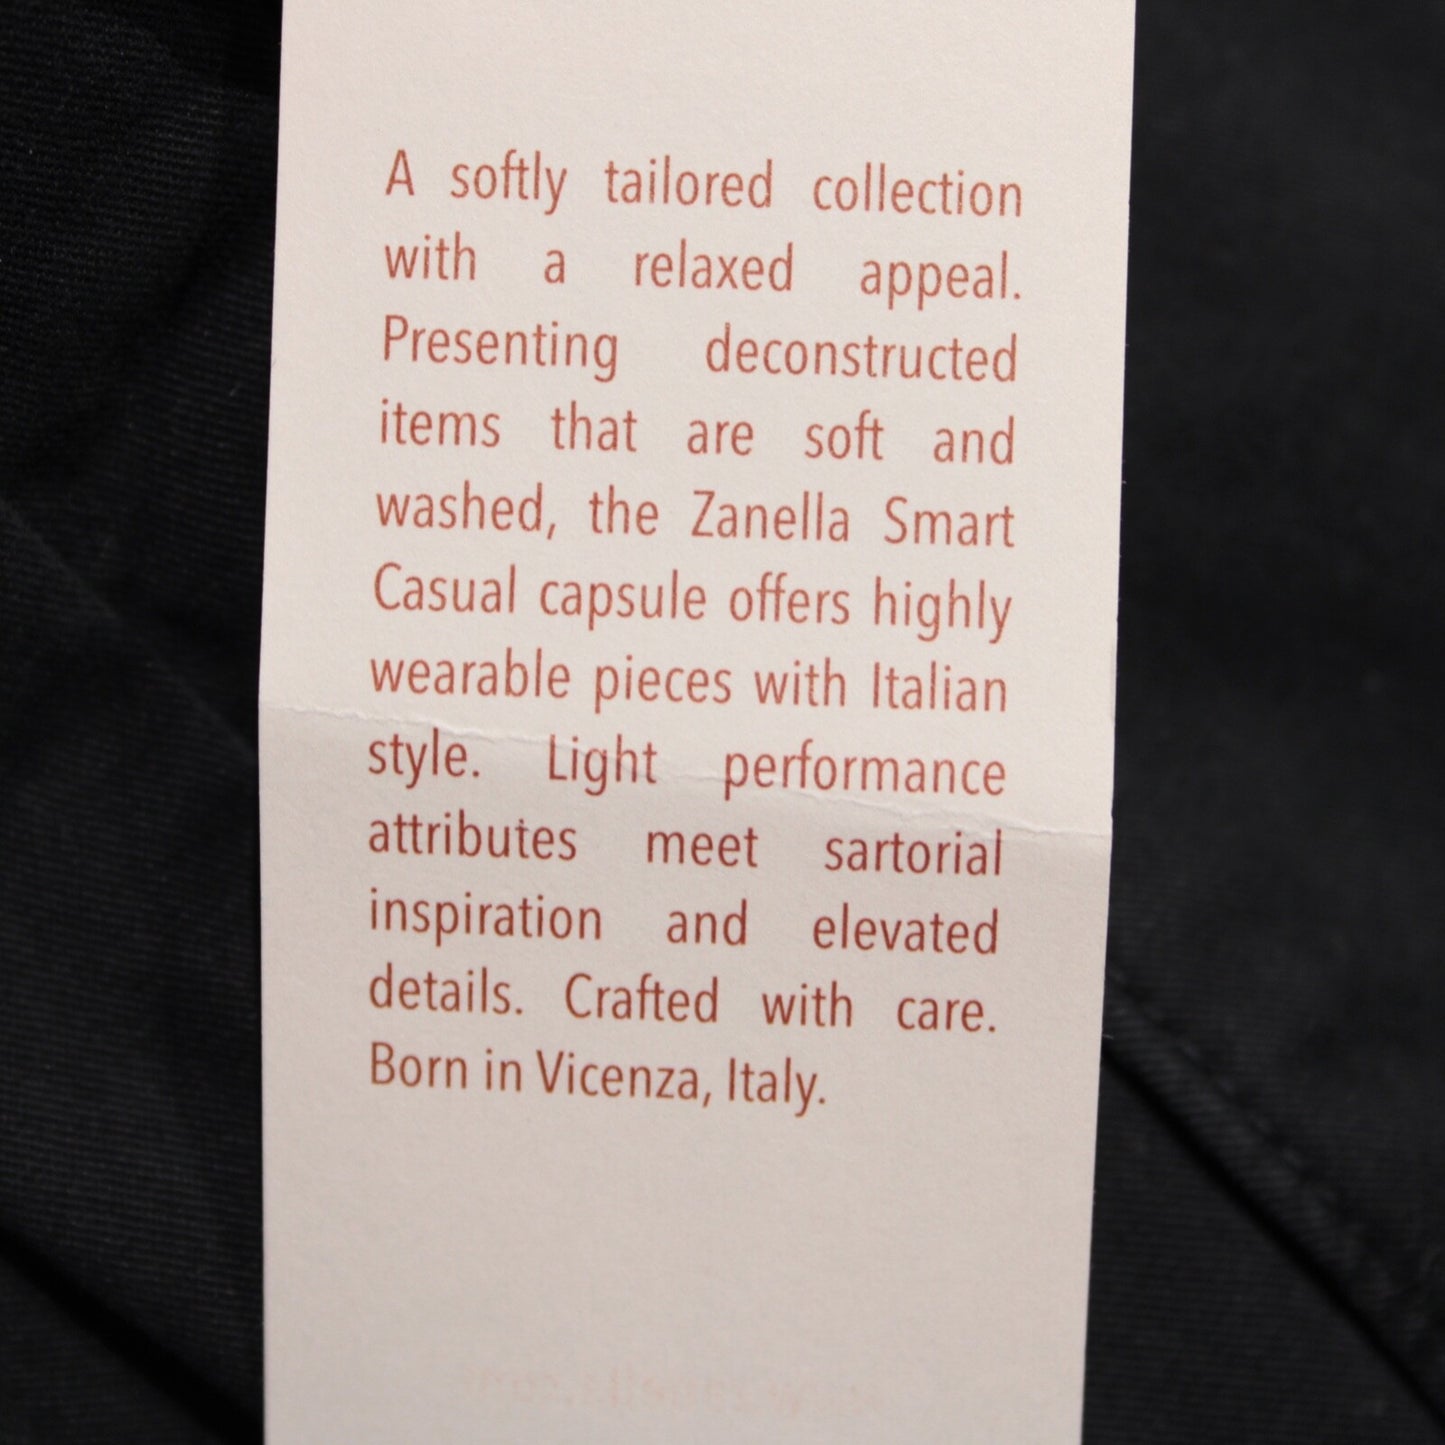 A softly tailored collection
with a relaxed appeal.
Presenting deconstructed
items that are soft and
washed, the Zanella Smart
Casual capsule offers highly
wearable pieces with Italian
style. Light performance
attributes meet sartorial
inspiration and elevated
details. Crafted with care.
Born in Vicenza, Italy.